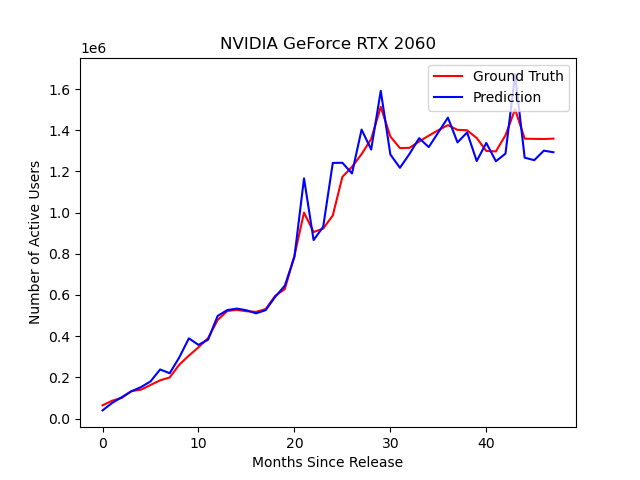 NVIDIA GeForce RTX 2060
1e6
Ground Truth
Prediction
1.6
1.4
1.2
1.0
0.8
0.6
0.4
0.2
0.0
Number of Active Users
0 10 20 30 40
Months Since Release